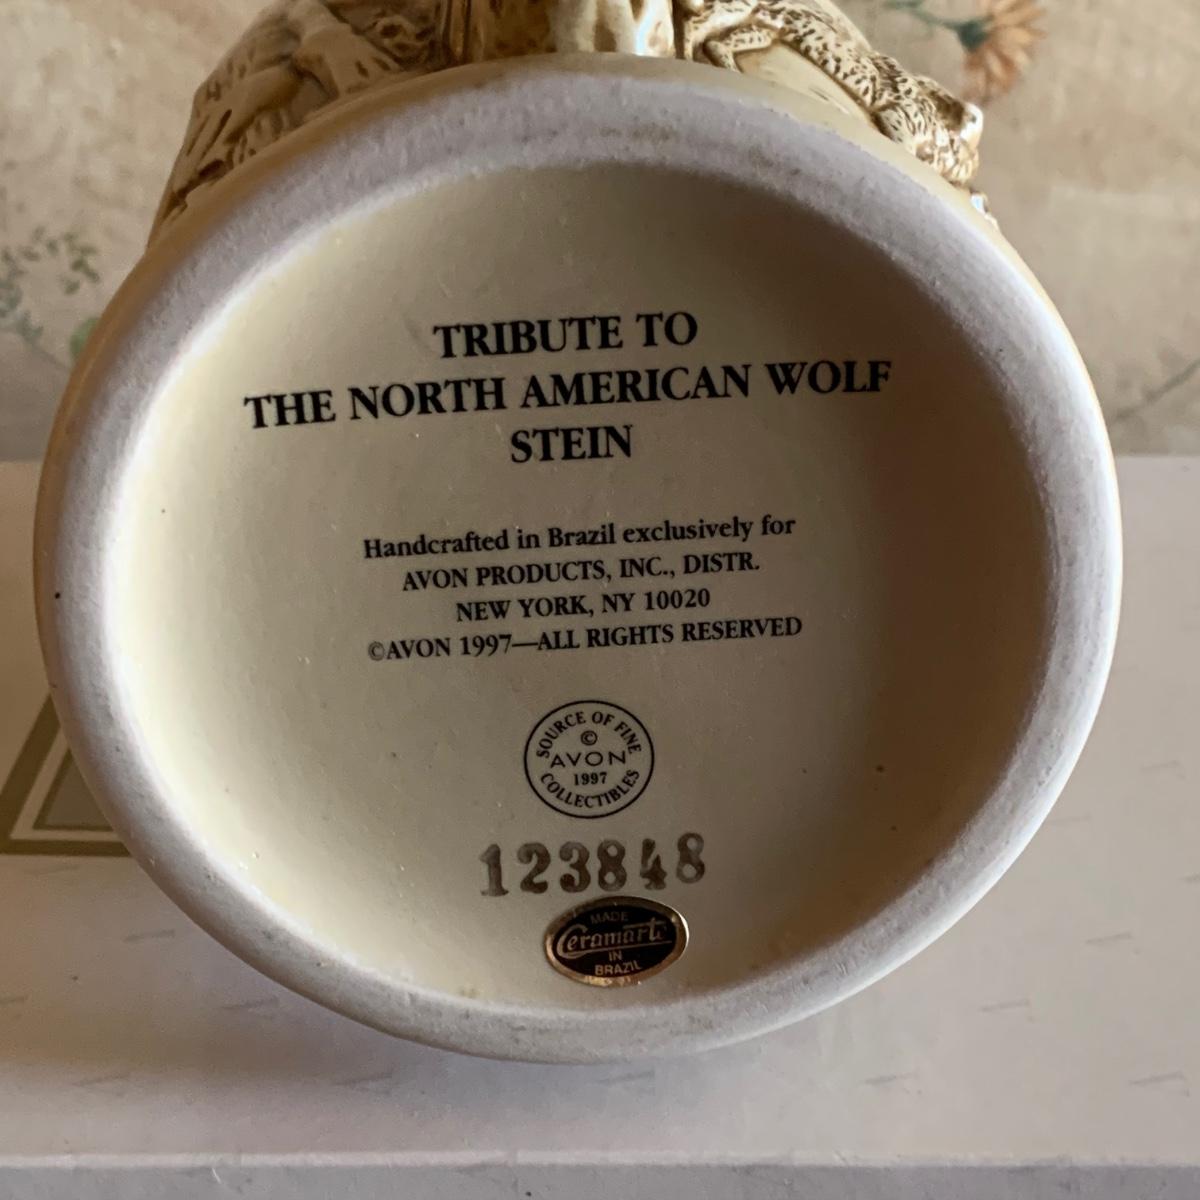 TRIBUTE TO
THE NORTH AMERICAN WOLF
STEIN
Handcrafted in Brazil exclusively for
AVON PRODUCTS, INC., DISTR.
NEW YORK, NY 10020
©AVON 1997—ALL RIGHTS RESERVED
SOURCE OF FINE
©
AVON
1997
COLLECTIBLES
123848
MADE
Ceramarte
IN
BRAZIL